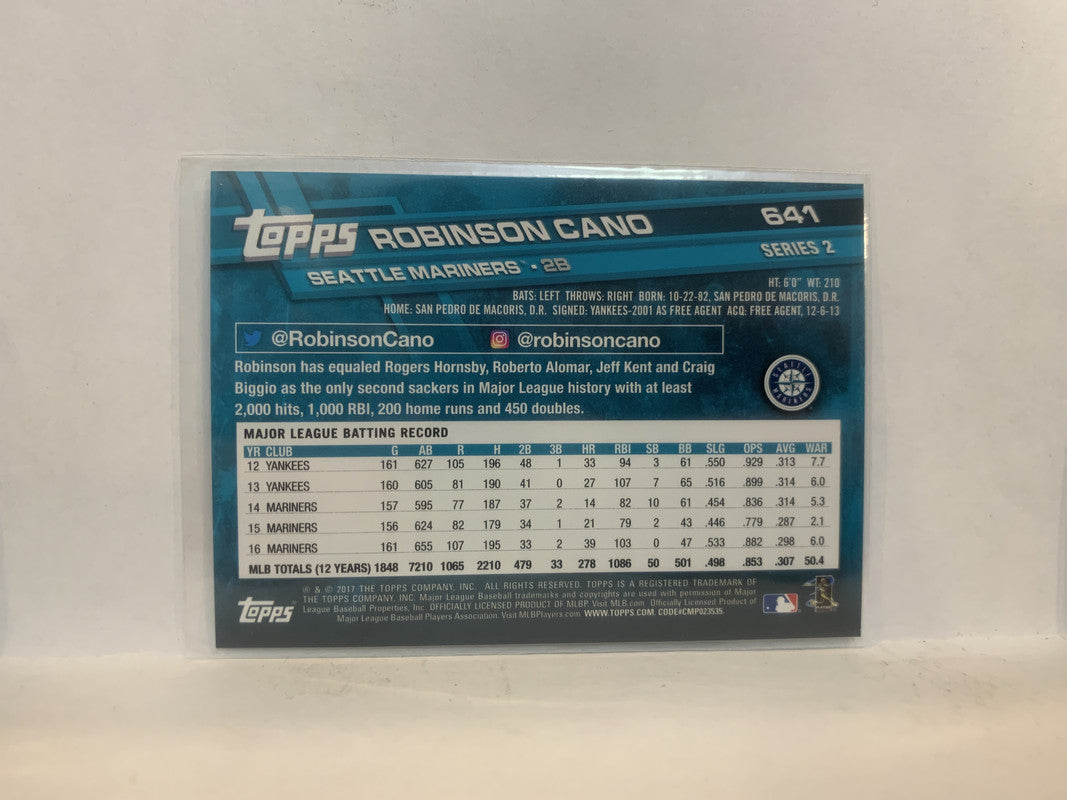 Topps ROBINSON CANO 641
SEATTLE MARINERS · 2B SERIES 2
HT: 6'0" WT: 210
BATS: LEFT THROWS: RIGHT BORN: 10-22-82, SAN PEDRO DE MACORIS, D.R.
HOME: SAN PEDRO DE MACORIS, D.R. SIGNED: YANKEES-2001 AS FREE AGENT ACQ: FREE AGENT, 12-6-13
@RobinsonCano @robinsoncano
Robinson has equaled Rogers Hornsby, Roberto Alomar, Jeff Kent and Craig
Biggio as the only second sackers in Major League history with at least
2,000 hits, 1,000 RBI, 200 home runs and 450 doubles.
SEATTLE MARINERS
MAJOR LEAGUE BATTING RECORD
YR CLUB G AB R H 2B 3B HR RBI SB BB SLG OPS AVG WAR
12 YANKEES 161 627 105 196 48 1 33 94 3 61 .550 .929 .313 7.7
13 YANKEES 160 605 81 190 41 0 27 107 7 65 .516 .899 .314 6.0
14 MARINERS 157 595 77 187 37 2 14 82 10 61 .454 .836 .314 5.3
15 MARINERS 156 624 82 179 34 1 21 79 2 43 .446 .779 .287 2.1
16 MARINERS 161 655 107 195 33 2 39 103 0 47 .533 .882 .298 6.0
MLB TOTALS (12 YEARS) 1848 7210 1065 2210 479 33 278 1086 50 501 .498 .853 .307 50.4
® & © 2017 THE TOPPS COMPANY, INC. ALL RIGHTS RESERVED. TOPPS IS A REGISTERED TRADEMARK OF
THE TOPPS COMPANY, INC. Major League Baseball trademarks and copyrights are used with permission of Major
League Baseball Properties, Inc. OFFICIALLY LICENSED PRODUCT OF MLBP. Visit MLB.com Officially Licensed Product of
Major League Baseball Players Association. Visit MLBPlayers.com WWW.TOPPS.COM. CODE#CMP023535.
Topps